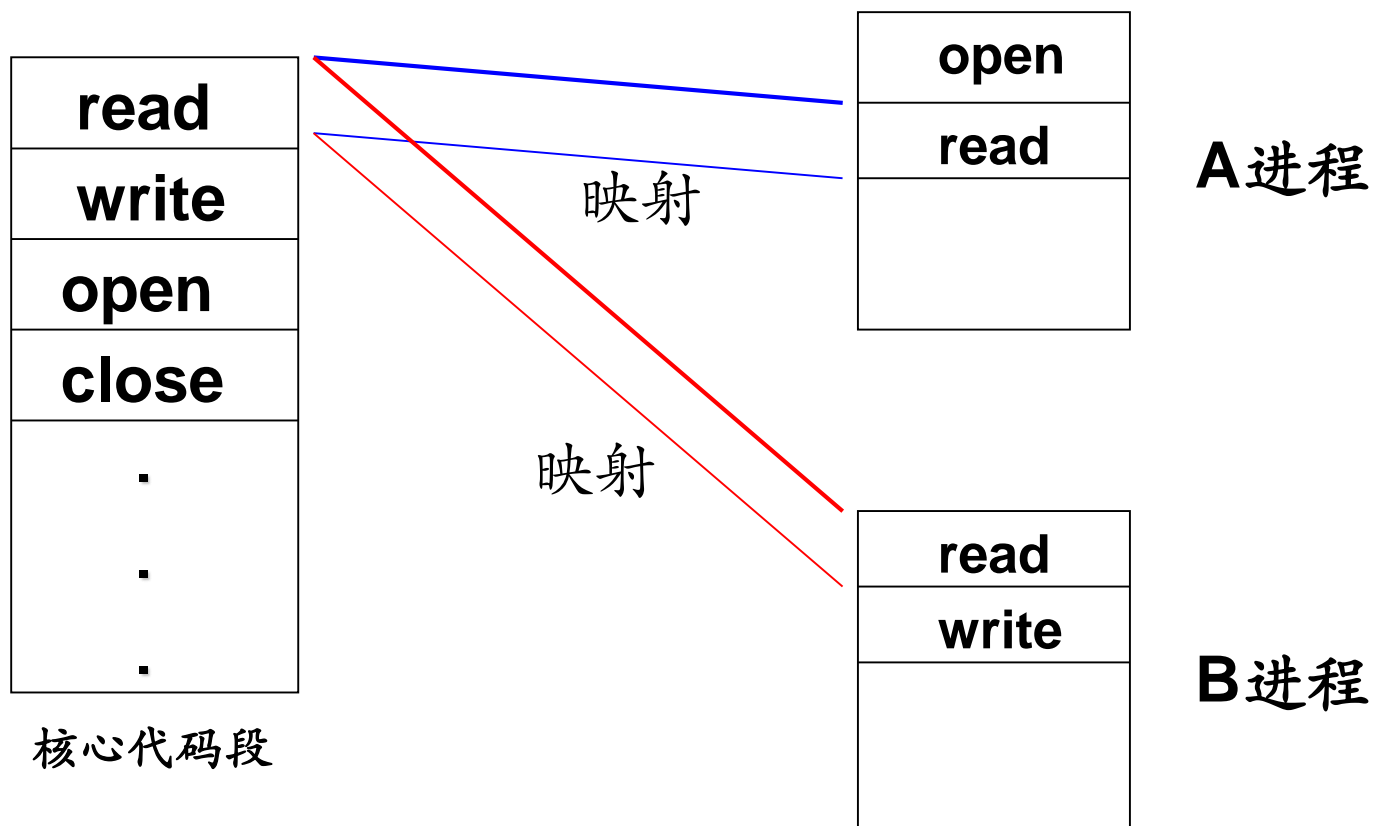 read
write
open
close
.
.
.
核心代码段
映射
映射
open
read
A进程
read
write
B进程